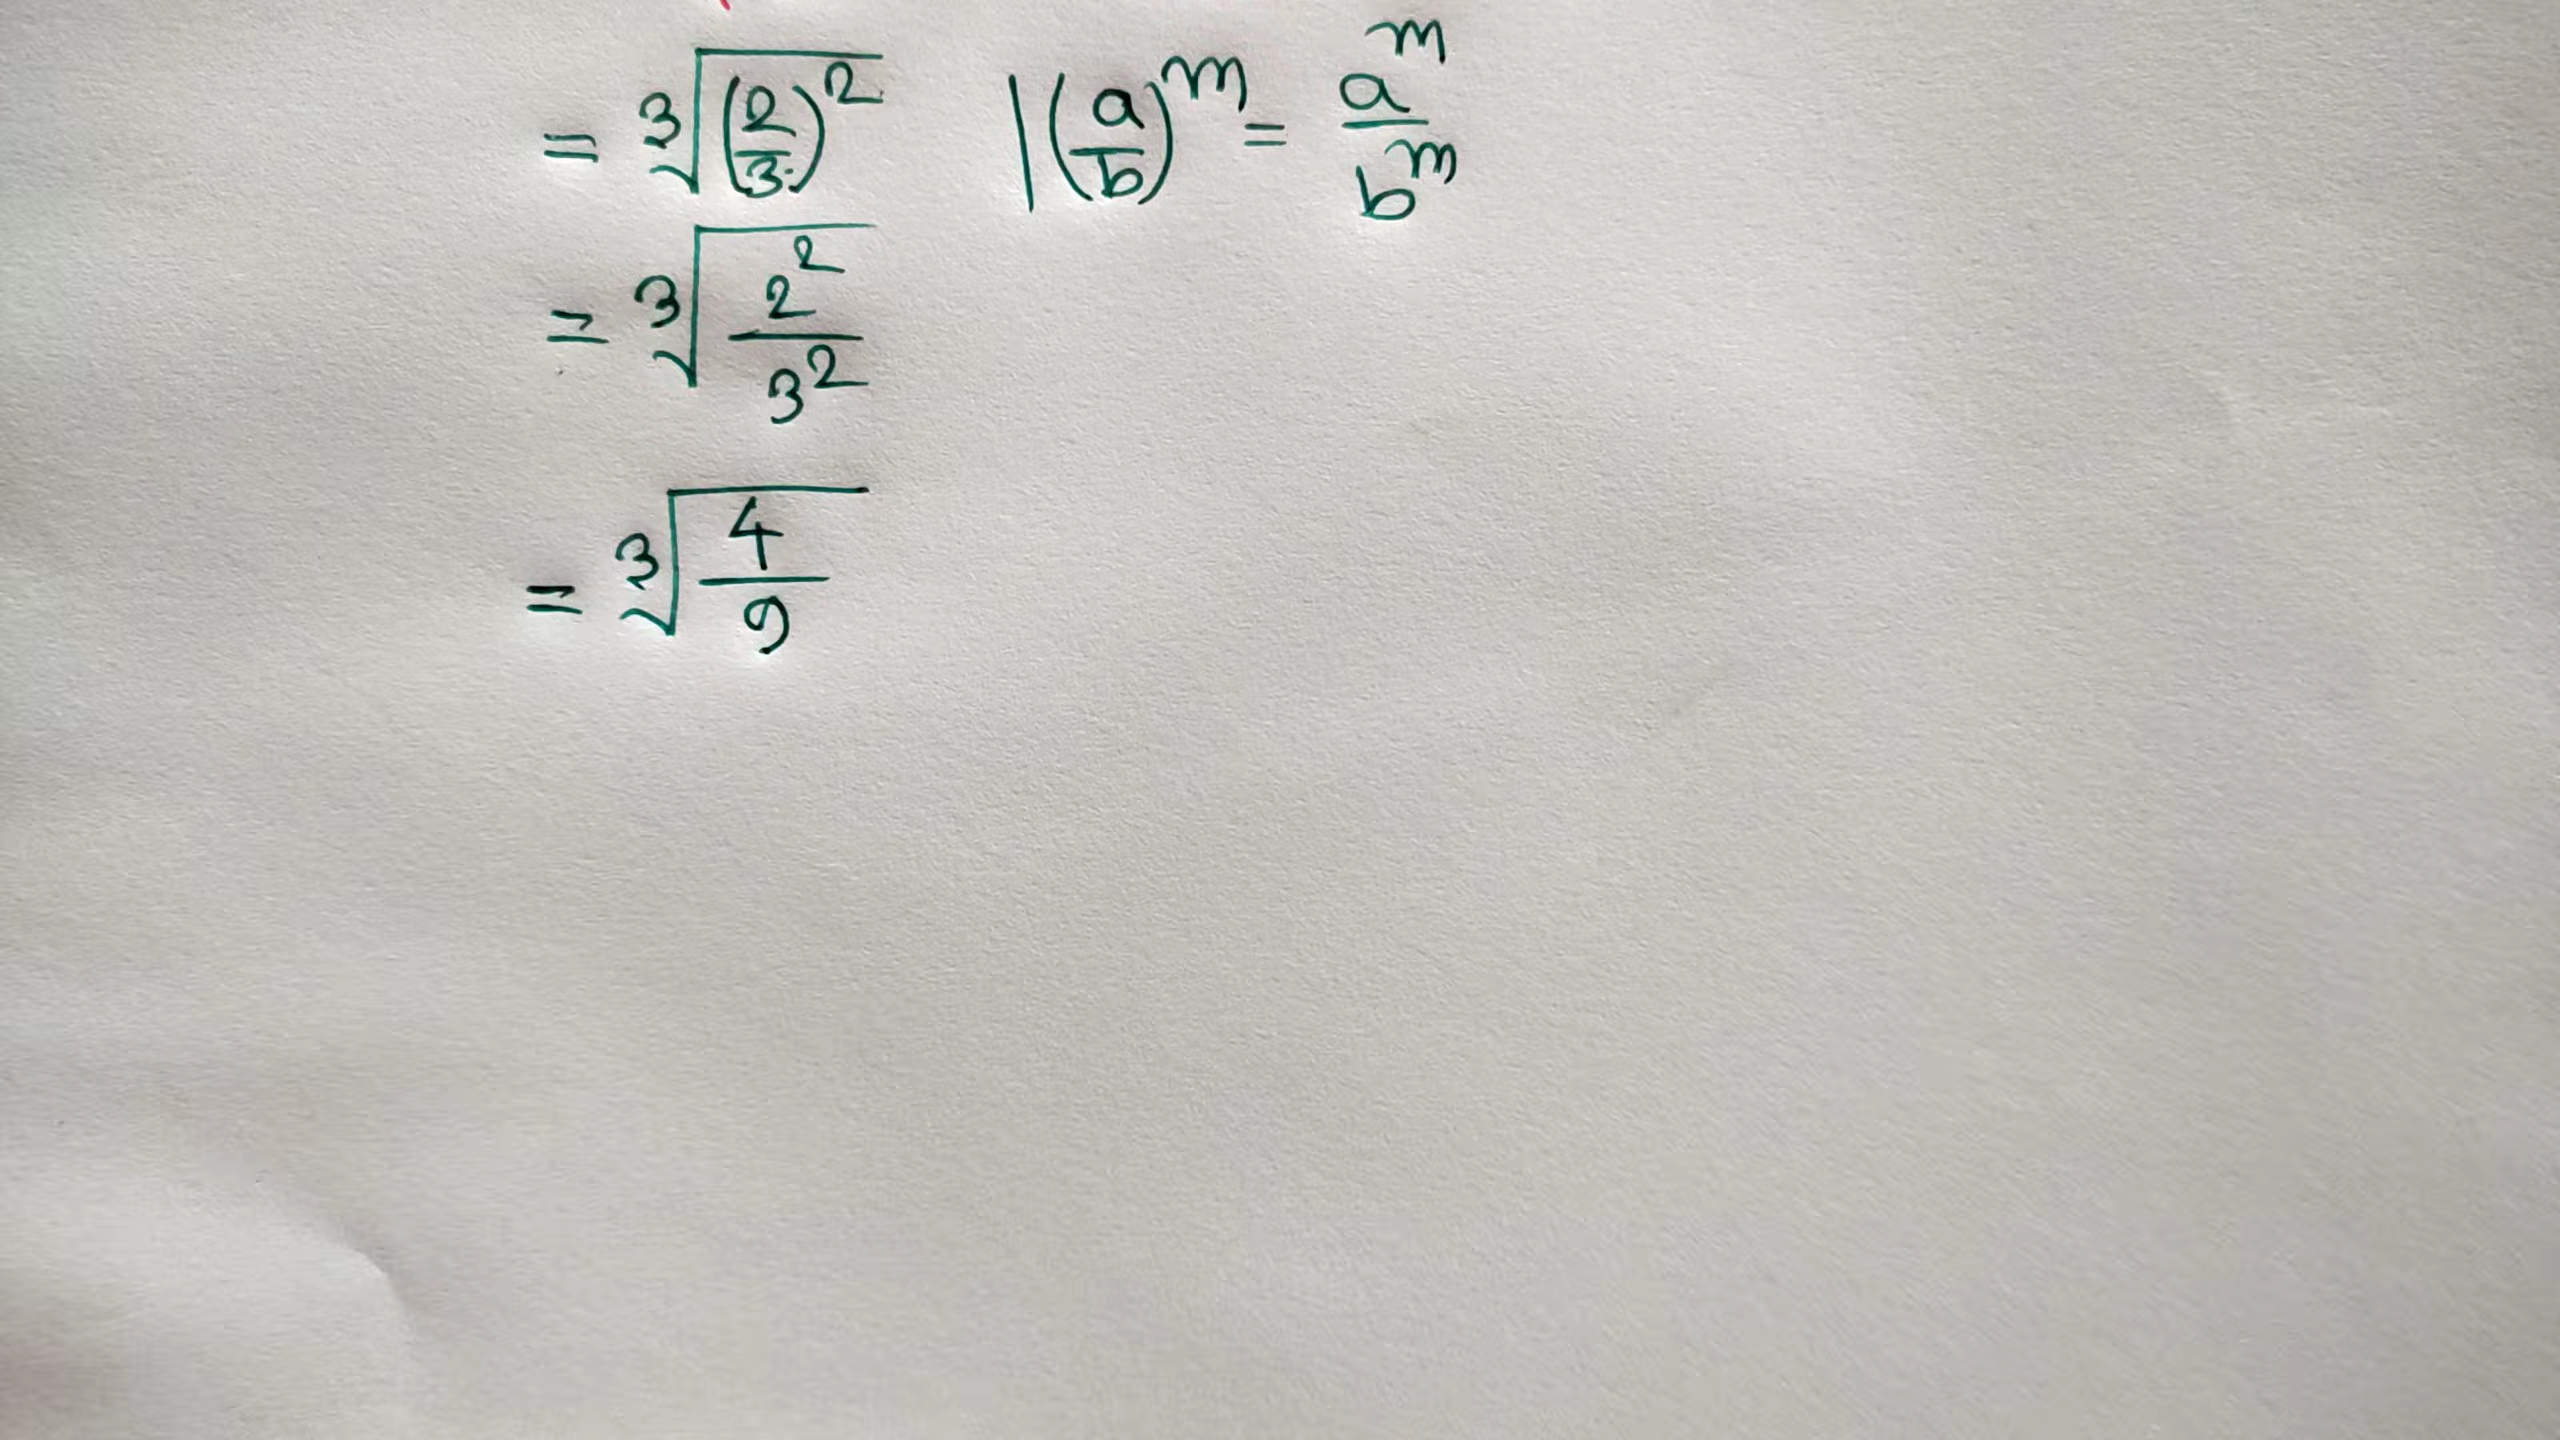 = ∛((2/3)²) | (a/b)^m = a^m/b^m
= ∛(2²/3²)
= ∛(4/9)